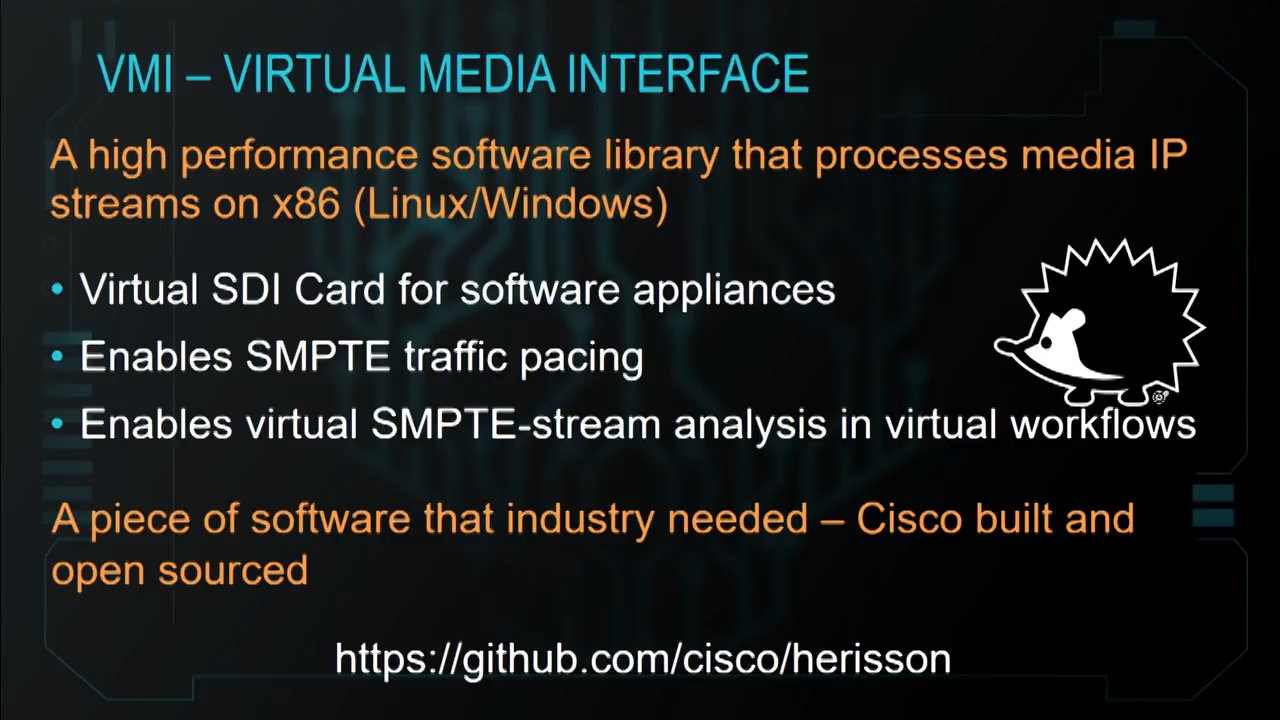 VMI – VIRTUAL MEDIA INTERFACE
A high performance software library that processes media IP
streams on x86 (Linux/Windows)
• Virtual SDI Card for software appliances
• Enables SMPTE traffic pacing
• Enables virtual SMPTE-stream analysis in virtual workflows
A piece of software that industry needed – Cisco built and
open sourced
https://github.com/cisco/herisson